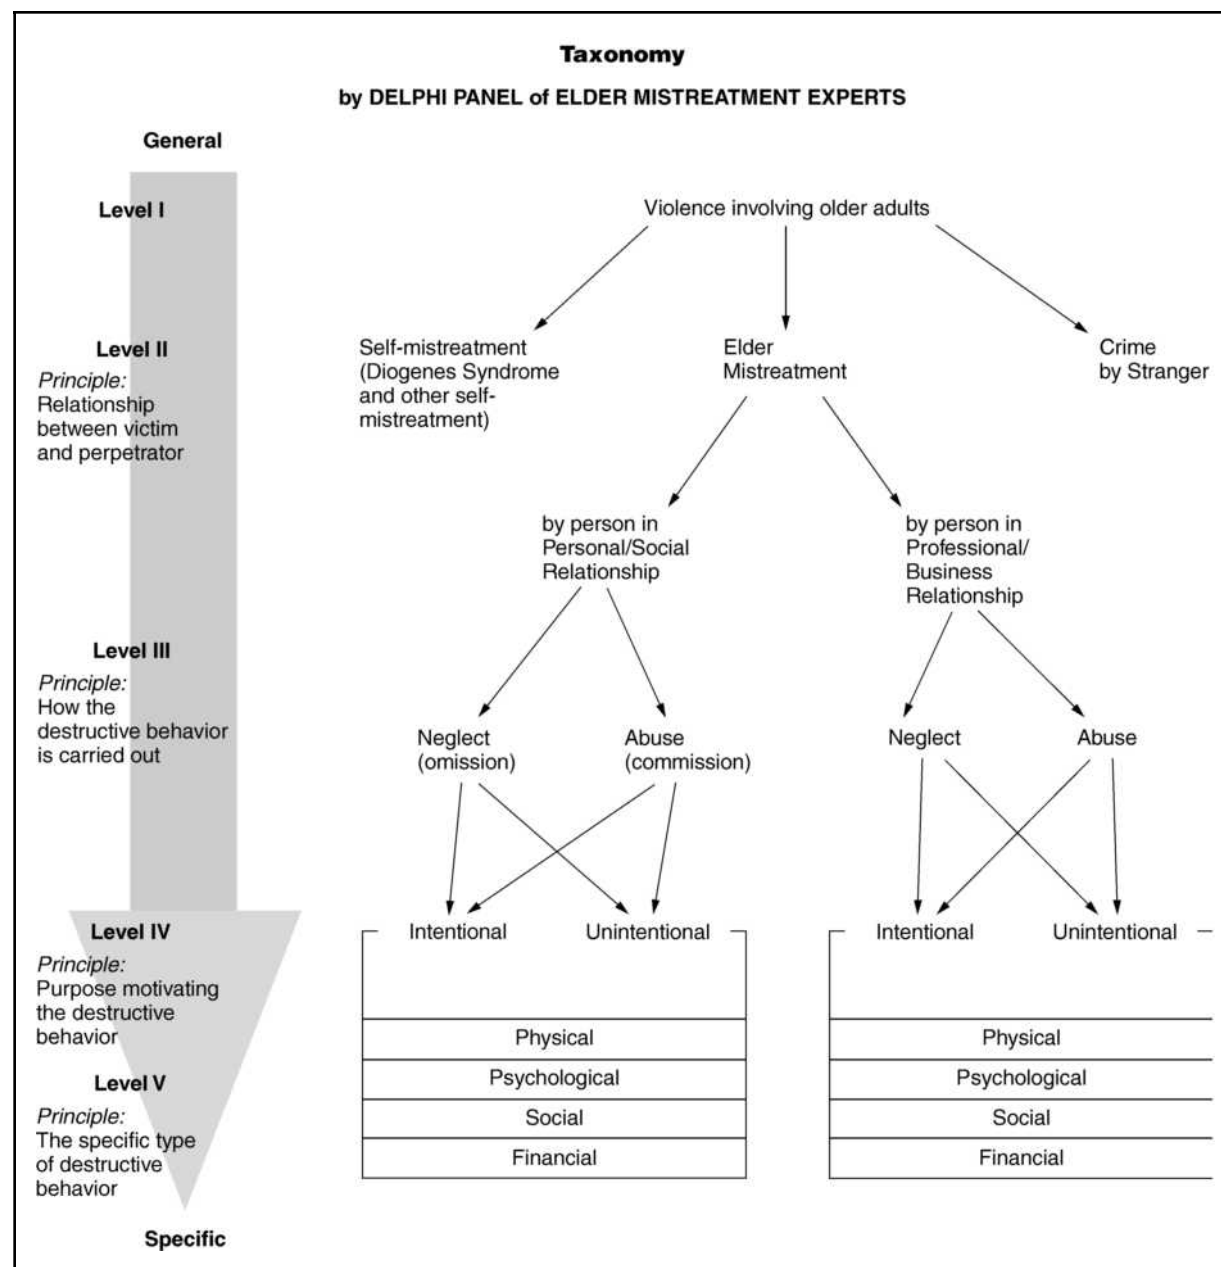 Taxonomy
by DELPHI PANEL of ELDER MISTREATMENT EXPERTS
General
Level I
Violence involving older adults
Level II
Principle:
Relationship
between victim
and perpetrator
Self-mistreatment
(Diogenes Syndrome
and other self-
mistreatment)
Elder
Mistreatment
Crime
by Stranger
by person in
Personal/Social
Relationship
by person in
Professional/
Business
Relationship
Level III
Principle:
How the
destructive behavior
is carried out
Neglect
(omission)
Abuse
(commission)
Neglect
Abuse
Level IV
Principle:
Purpose motivating
the destructive
behavior
Intentional
Unintentional
Intentional
Unintentional
Level V
Principle:
The specific type
of destructive
behavior
Physical
Psychological
Social
Financial
Physical
Psychological
Social
Financial
Specific